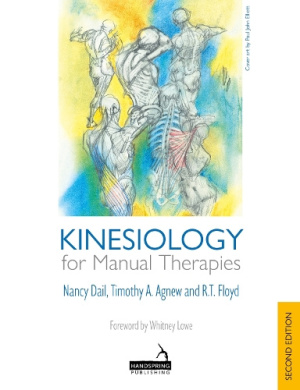 Cover art by Paul John Elliott
KINESIOLOGY
for Manual Therapies
Nancy Dail, Timothy A. Agnew and R.T. Floyd
Foreword by Whitney Lowe
SECOND EDITION
HANDSPRING
PUBLISHING